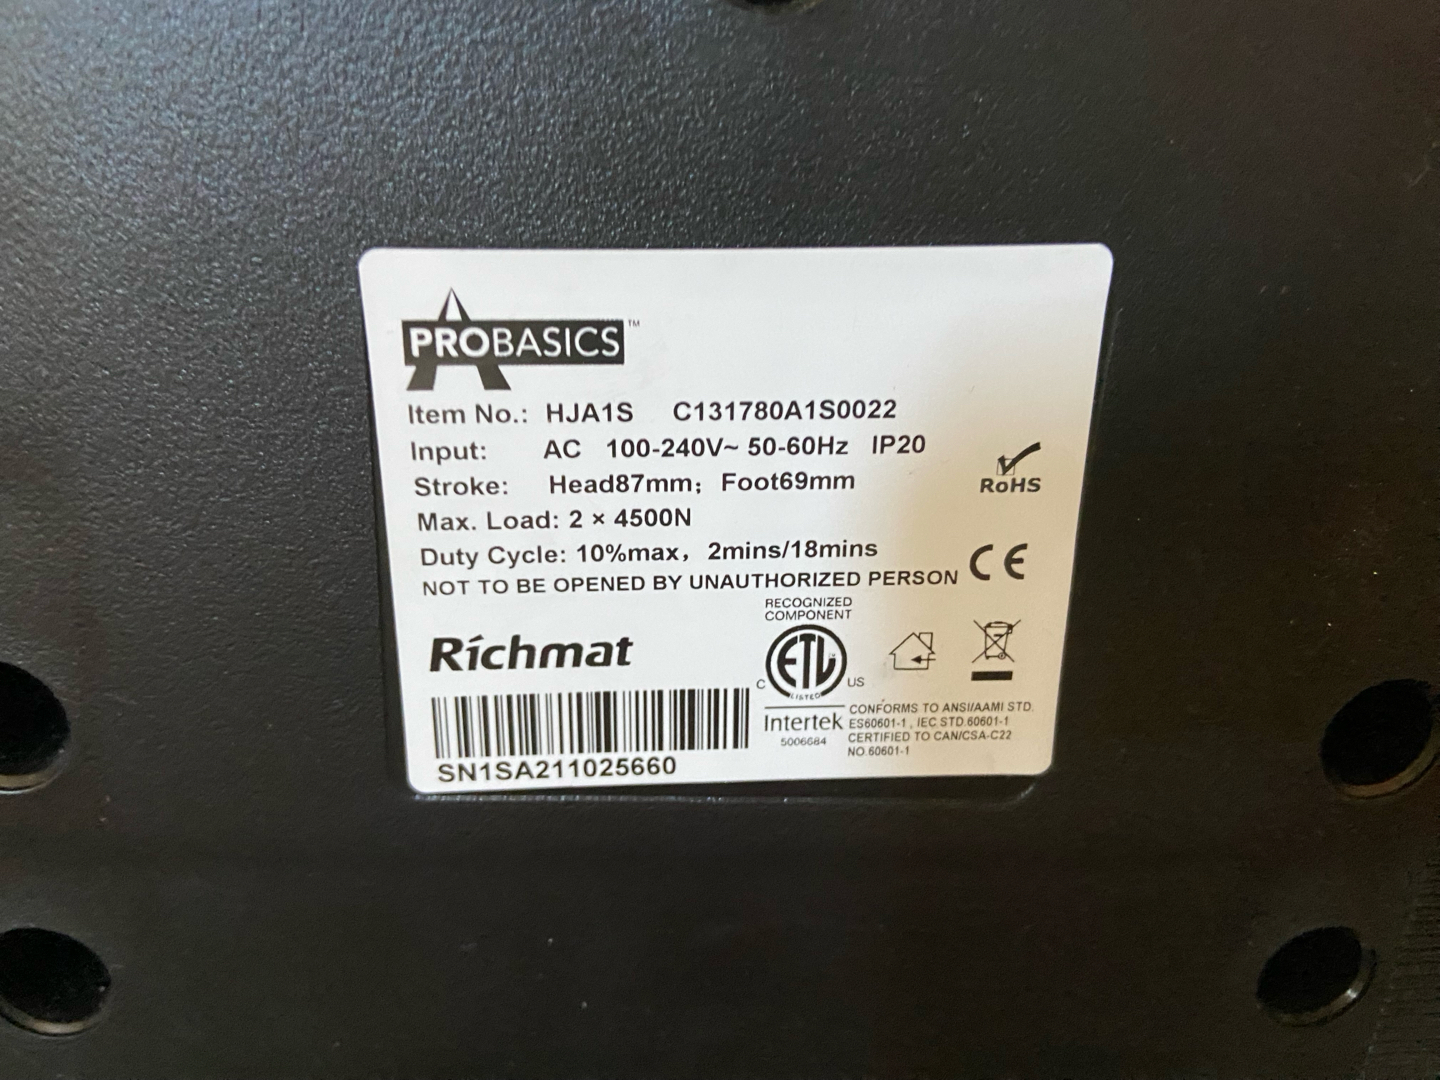 PROBASICS™
Item No.: HJA1S C131780A1S0022
Input: AC 100-240V~ 50-60Hz IP20
Stroke: Head87mm; Foot69mm
RoHS
Max. Load: 2 × 4500N
Duty Cycle: 10%max, 2mins/18mins
CE
NOT TO BE OPENED BY UNAUTHORIZED PERSON
RECOGNIZED
COMPONENT
Richmat
ETL
LISTED
C US
Intertek
5006684
CONFORMS TO ANSI/AAMI STD.
ES60601-1 , IEC STD.60601-1
CERTIFIED TO CAN/CSA-C22
NO.60601-1
SN1SA211025660